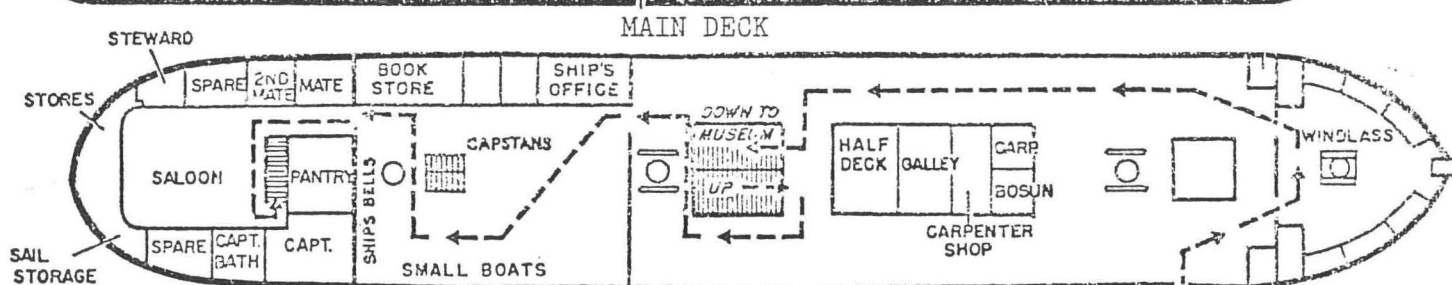 MAIN DECK
STEWARD
STORES
SPARE
2ND
MATE
MATE
BOOK
STORE
SHIP'S
OFFICE
DOWN TO
MUSEUM
UP
CAPSTANS
SALOON
PANTRY
SHIPS BELLS
HALF
DECK
GALLEY
CARP
BOSUN
CARPENTER
SHOP
WINDLASS
SAIL
STORAGE
SPARE
CAPT.
BATH
CAPT.
SMALL BOATS